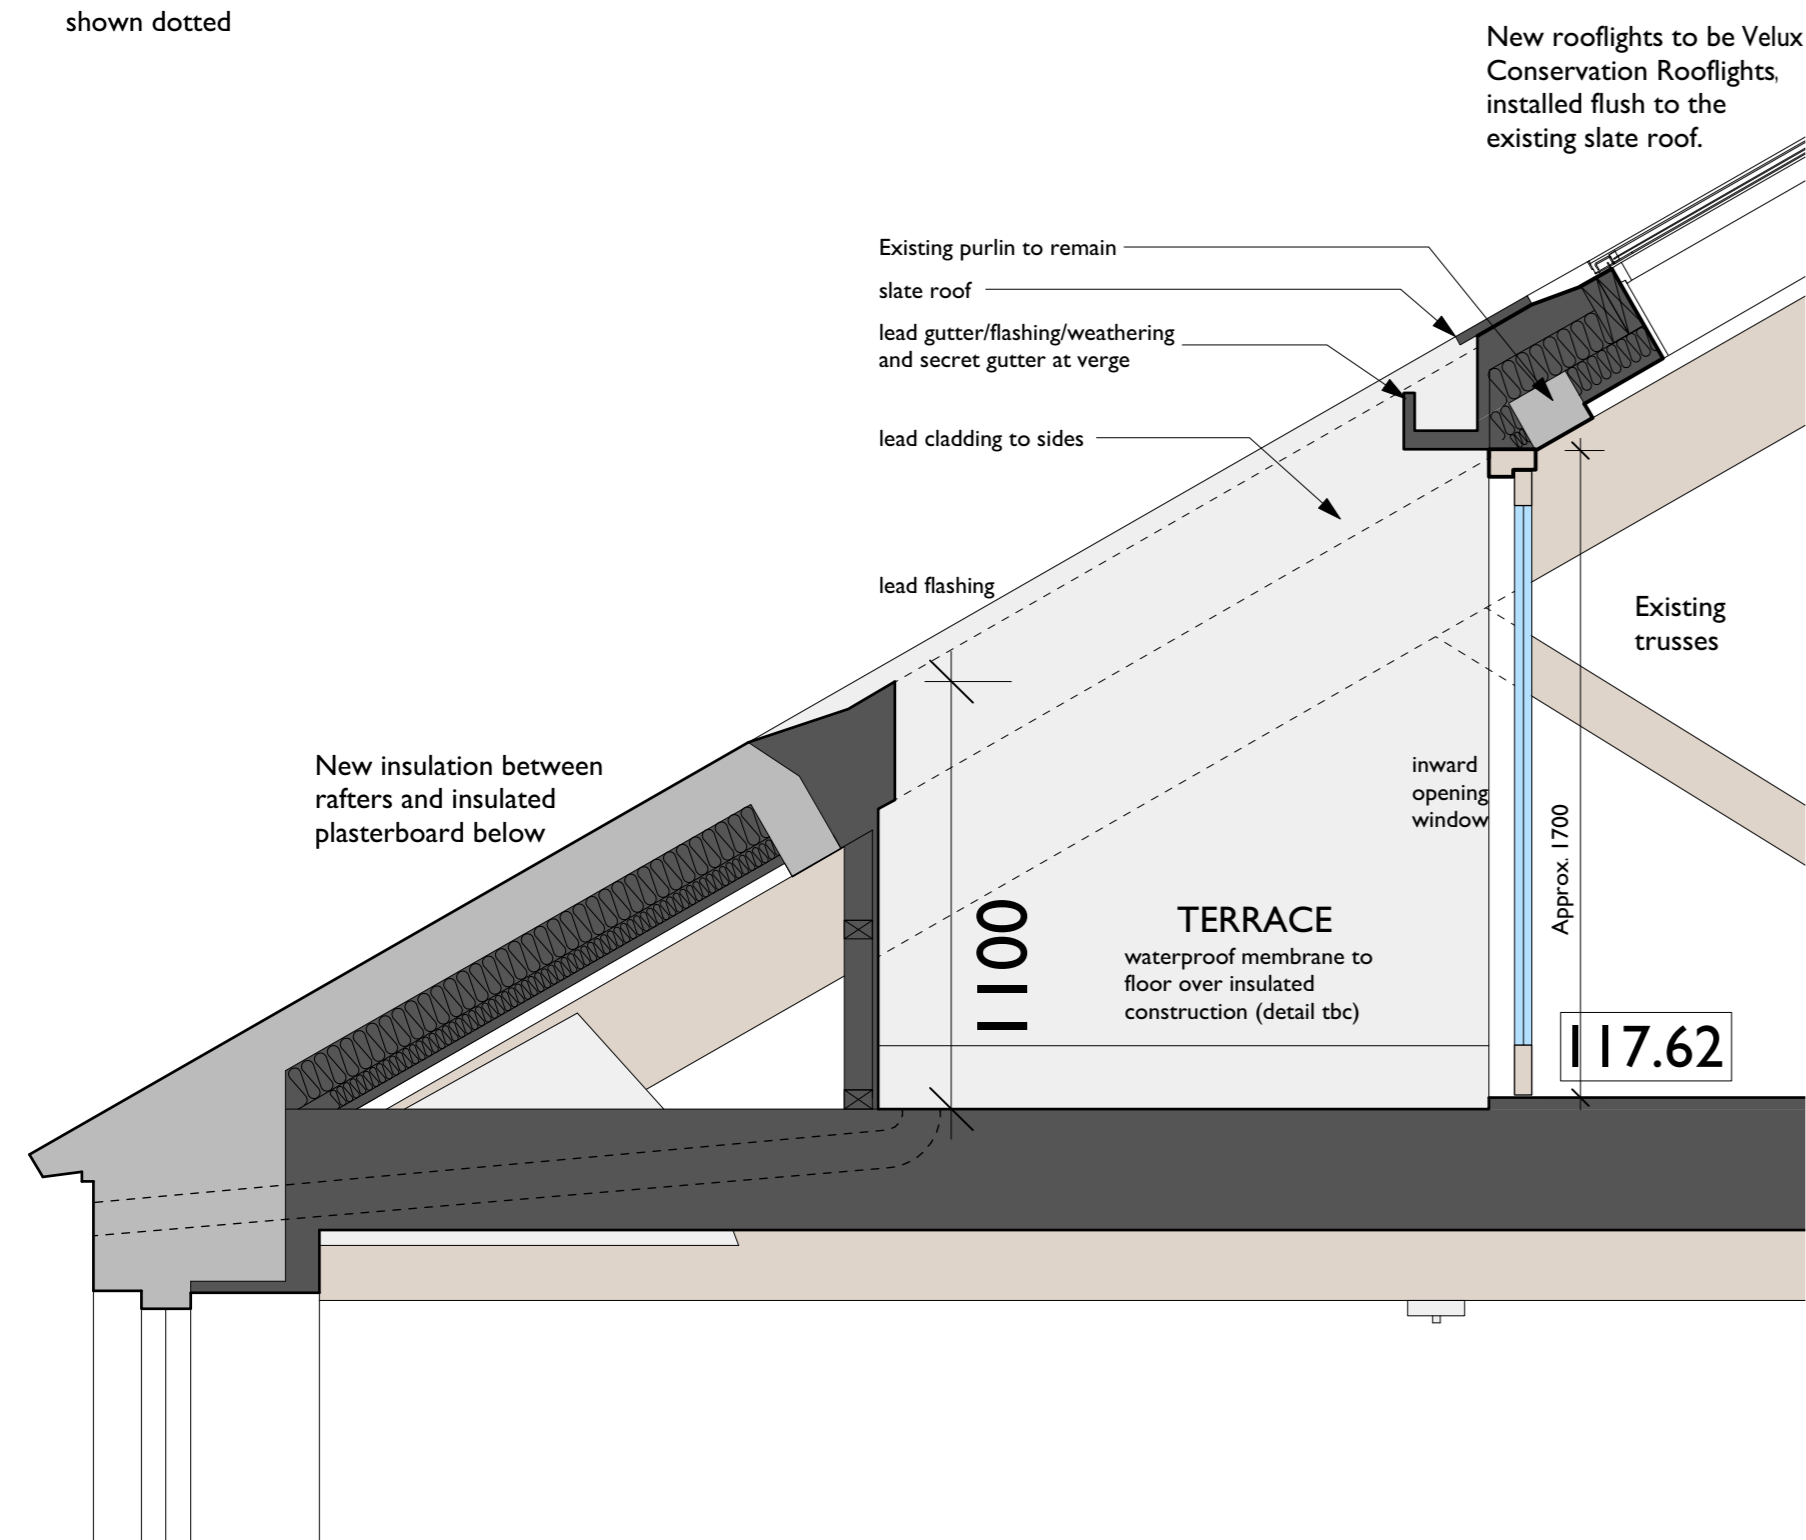 shown dotted
New rooflights to be Velux
Conservation Rooflights,
installed flush to the
existing slate roof.
Existing purlin to remain
slate roof
lead gutter/flashing/weathering
and secret gutter at verge
lead cladding to sides
lead flashing
Existing
trusses
New insulation between
rafters and insulated
plasterboard below
inward
opening
window
Approx. 1700
1100
TERRACE
waterproof membrane to
floor over insulated
construction (detail tbc)
117.62